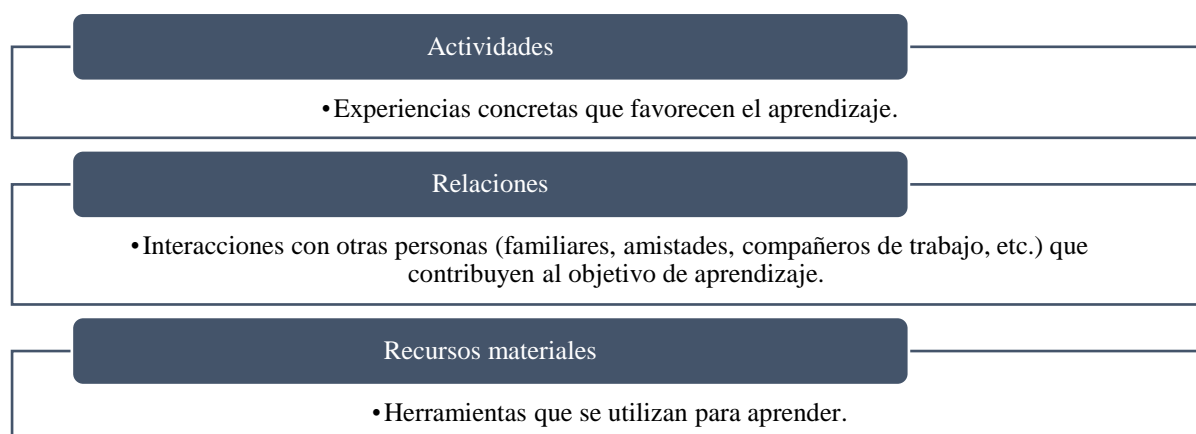 Actividades
•Experiencias concretas que favorecen el aprendizaje.
Relaciones
•Interacciones con otras personas (familiares, amistades, compañeros de trabajo, etc.) que
contribuyen al objetivo de aprendizaje.
Recursos materiales
•Herramientas que se utilizan para aprender.